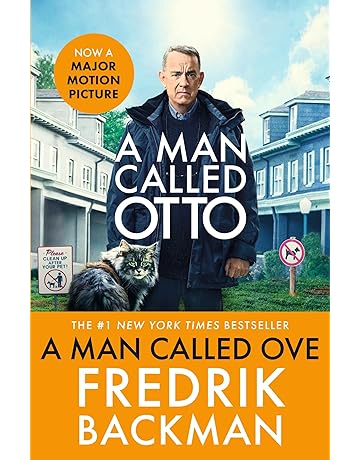 NOW A
MAJOR
MOTION
PICTURE
A MAN
CALLED
OTTO
Please
CLEAN UP
AFTER
YOUR PET!
THE #1 NEW YORK TIMES BESTSELLER
A MAN CALLED OVE
FREDRIK
BACKMAN